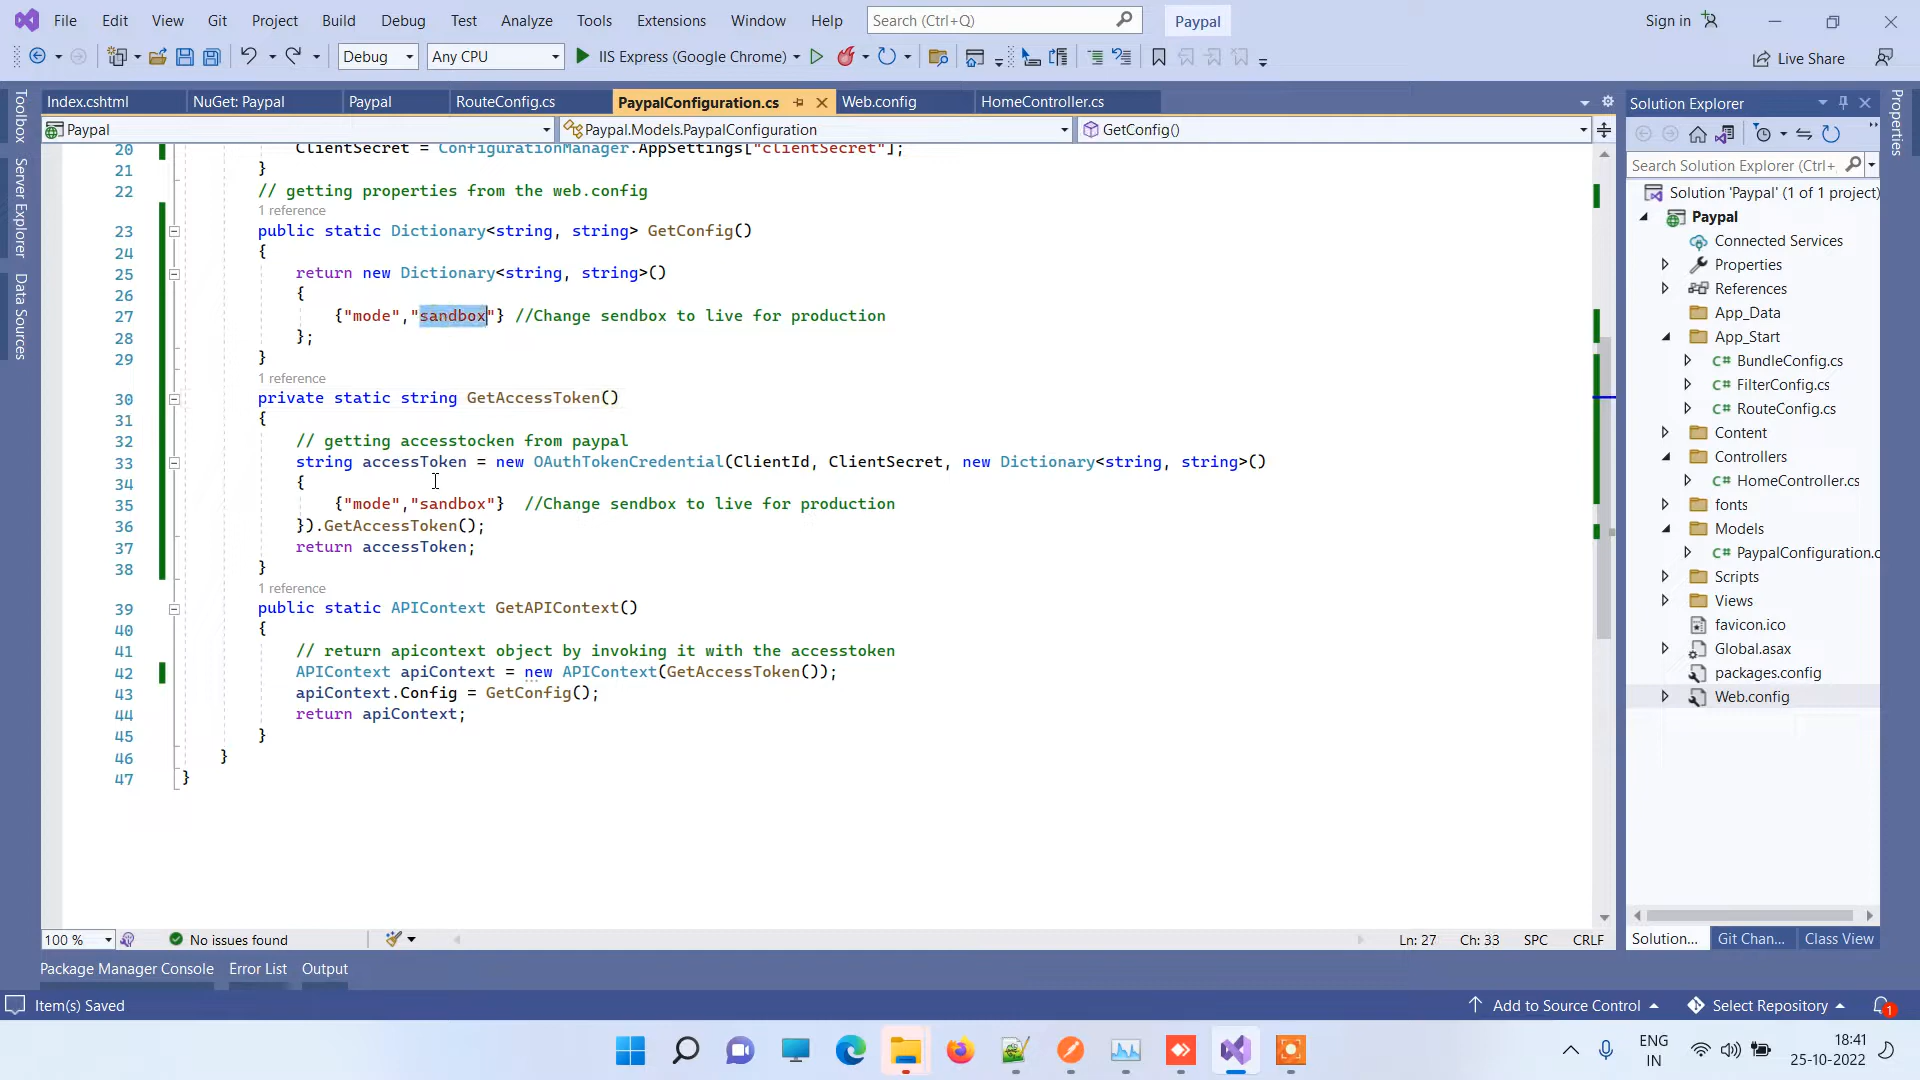 File Edit View Git Project Build Debug Test Analyze Tools Extensions Window Help Search (Ctrl+Q) Paypal Sign in
Debug Any CPU IIS Express (Google Chrome) Live Share
Index.cshtml NuGet: Paypal Paypal RouteConfig.cs PaypalConfiguration.cs Web.config HomeController.cs
Paypal Paypal.Models.PaypalConfiguration GetConfig()
20 ClientSecret = ConfigurationManager.AppSettings["clientSecret"];
21 }
22 // getting properties from the web.config
1 reference
23 public static Dictionary<string, string> GetConfig()
24 {
25 return new Dictionary<string, string>()
26 {
27 {"mode","sandbox"} //Change sendbox to live for production
28 };
29 }
1 reference
30 private static string GetAccessToken()
31 {
32 // getting accesstocken from paypal
33 string accessToken = new OAuthTokenCredential(ClientId, ClientSecret, new Dictionary<string, string>()
34 {
35 {"mode","sandbox"} //Change sendbox to live for production
36 }).GetAccessToken();
37 return accessToken;
38 }
1 reference
39 public static APIContext GetAPIContext()
40 {
41 // return apicontext object by invoking it with the accesstoken
42 APIContext apiContext = new APIContext(GetAccessToken());
43 apiContext.Config = GetConfig();
44 return apiContext;
45 }
46 }
47 }
100 % No issues found Ln: 27 Ch: 33 SPC CRLF
Toolbox
Server Explorer
Data Sources
Solution Explorer
Search Solution Explorer (Ctrl+
Solution 'Paypal' (1 of 1 project)
Paypal
Connected Services
Properties
References
App_Data
App_Start
C# BundleConfig.cs
C# FilterConfig.cs
C# RouteConfig.cs
Content
Controllers
C# HomeController.cs
fonts
Models
C# PaypalConfiguration.c
Scripts
Views
favicon.ico
Global.asax
packages.config
Web.config
Solution... Git Chan... Class View
Properties
Package Manager Console Error List Output
Item(s) Saved Add to Source Control Select Repository 1
ENG
IN
18:41
25-10-2022